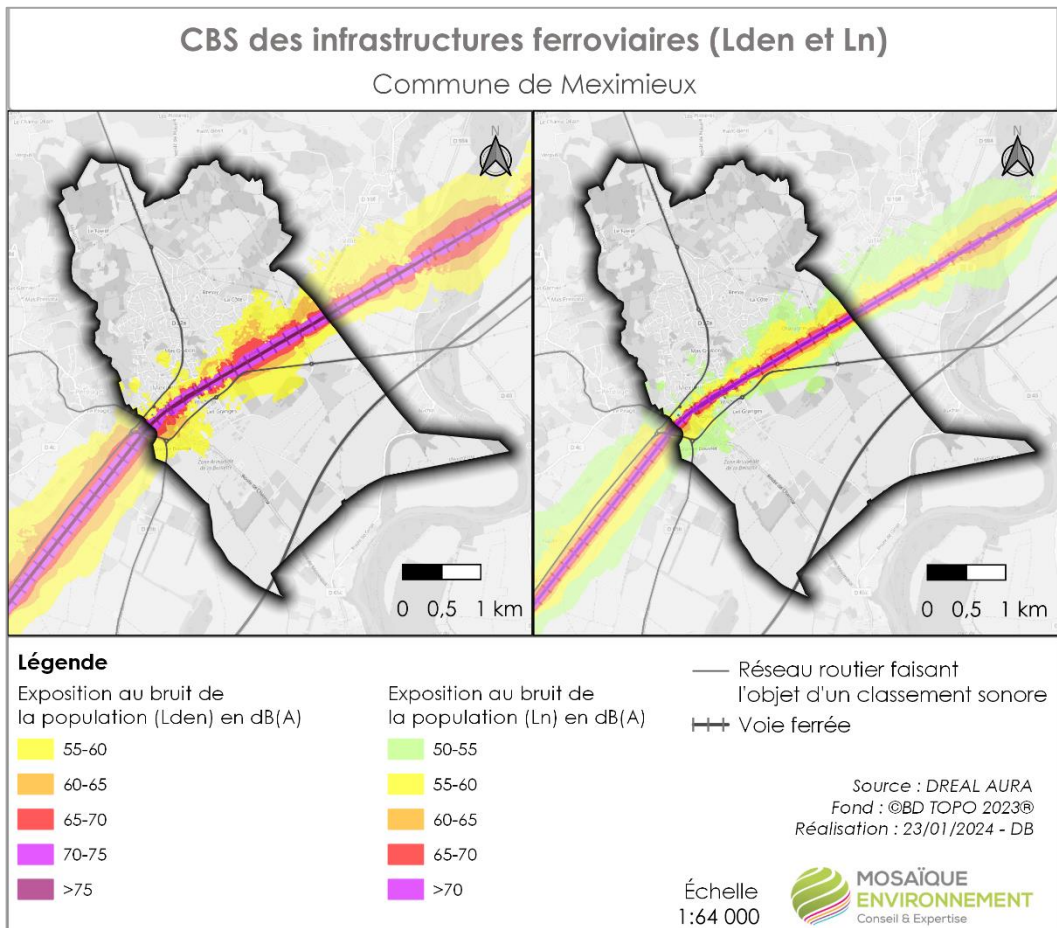 CBS des infrastructures ferroviaires (Lden et Ln)
Commune de Meximieux
N
N
La Côte
La Côte
0 0,5 1 km
0 0,5 1 km
Légende
Exposition au bruit de
la population (Lden) en dB(A)
55-60
60-65
65-70
70-75
>75
Exposition au bruit de
la population (Ln) en dB(A)
50-55
55-60
60-65
65-70
>70
Réseau routier faisant
l'objet d'un classement sonore
Voie ferrée
Source : DREAL AURA
Fond : ©BD TOPO 2023®
Réalisation : 23/01/2024 - DB
Échelle
1:64 000
MOSAÏQUE
ENVIRONNEMENT
Conseil & Expertise